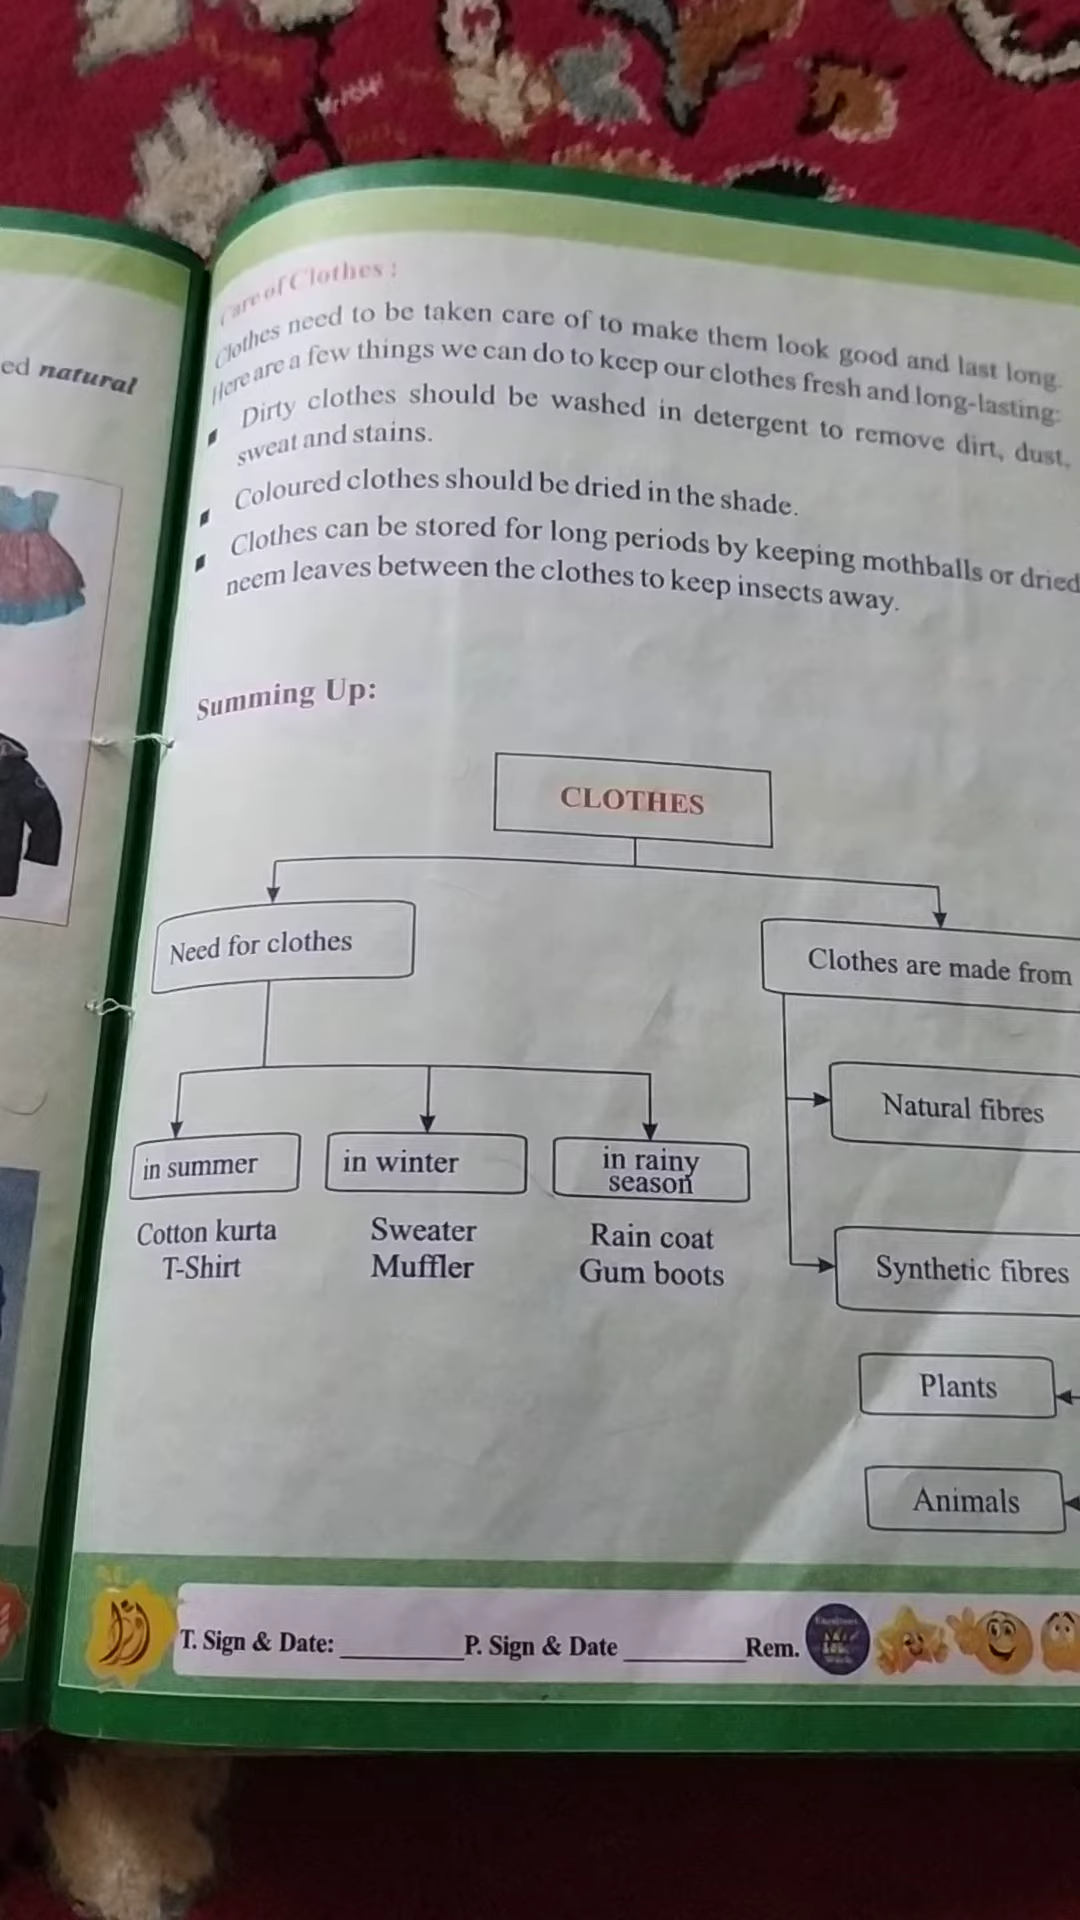 ed natural
Care of Clothes :
Clothes need to be taken care of to make them look good and last long.
Here are a few things we can do to keep our clothes fresh and long-lasting:
▪ Dirty clothes should be washed in detergent to remove dirt, dust,
sweat and stains.
▪ Coloured clothes should be dried in the shade.
▪ Clothes can be stored for long periods by keeping mothballs or dried
neem leaves between the clothes to keep insects away.
Summing Up:
CLOTHES
Need for clothes
Clothes are made from
Natural fibres
in summer
in winter
in rainy
season
Cotton kurta
T-Shirt
Sweater
Muffler
Rain coat
Gum boots
Synthetic fibres
Plants
Animals
T. Sign & Date: __________ P. Sign & Date __________ Rem.